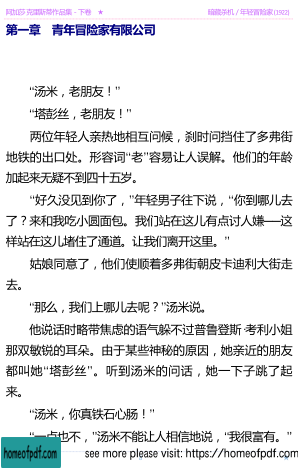 阿加莎克里斯蒂作品集－下卷 ★ 暗藏杀机／年轻冒险家(1922)
第一章 青年冒险家有限公司
“汤米，老朋友！”
“塔彭丝，老朋友！”
两位年轻人亲热地相互问候，刹时问挡住了多弗街
地铁的出口处。形容词“老”容易让人误解。他们的年龄
加起来无疑不到四十五岁。
“好久没见到你了，”年轻男子往下说，“你到哪儿去
了？来和我吃小圆面包。我们站在这儿有点讨人嫌──这
样站在这儿堵住了通道。让我们离开这里。”
姑娘同意了，他们使顺着多弗街朝皮卡迪利大街走
去。
“那么，我们上哪儿去呢？”汤米说。
他说话时略带焦虑的语气躲不过普鲁登斯·考利小姐
那双敏锐的耳朵。由于某些神秘的原因，她亲近的朋友
都叫她“塔彭丝”。听到汤米的问话，她一下子跳了起
来。
“汤米，你真铁石心肠！”
“一点也不，”汤米不能让人相信地说，“我很富有。”
homeofpdf.com see more please visit: https://homeofpdf.com